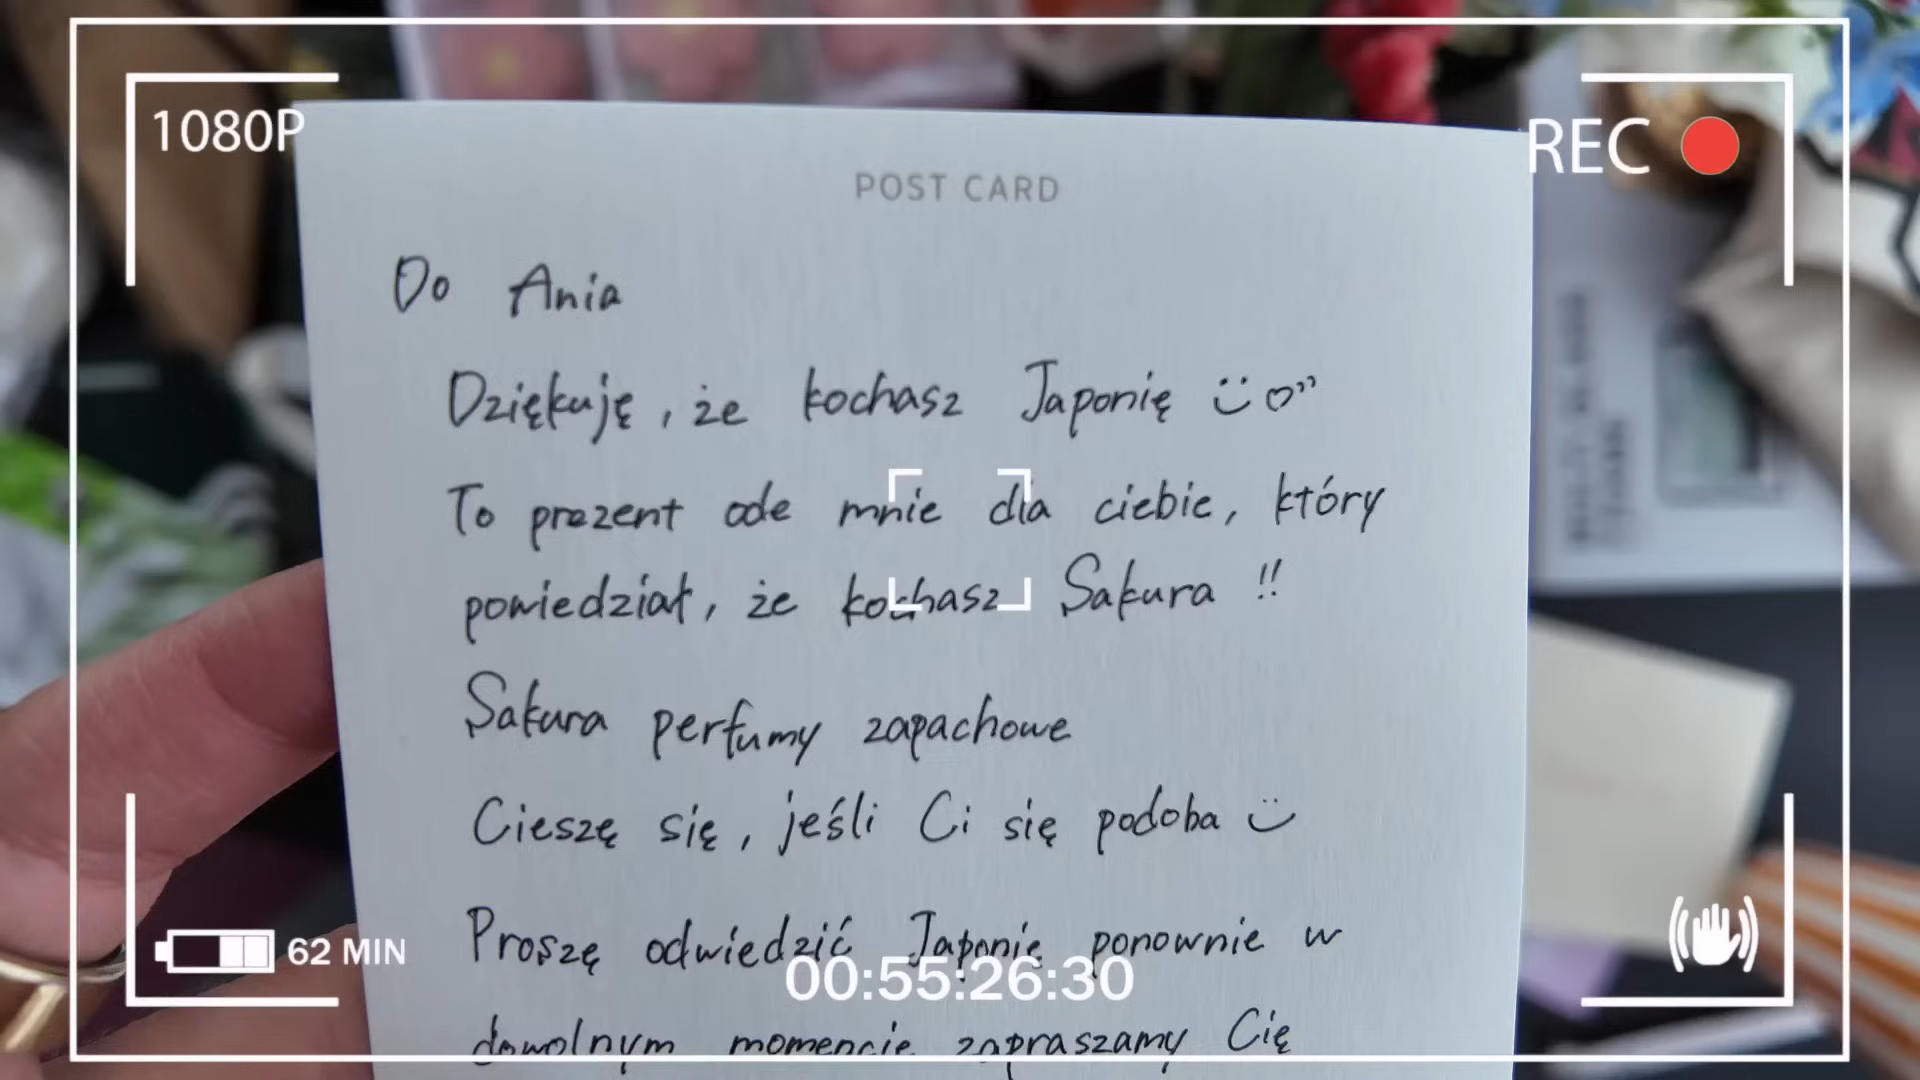 1080P
REC
POST CARD
Do Ania
Dziękuję, że kochasz Japonię
To prezent ode mnie dla ciebie, który
powiedział, że kochasz Sakura !!
Sakura perfumy zapachowe
Cieszę się, jeśli Ci się podoba
Proszę odwiedzić Japonię ponownie w
dowolnym momencie zapraszamy Cię
62 MIN
00:55:26:30